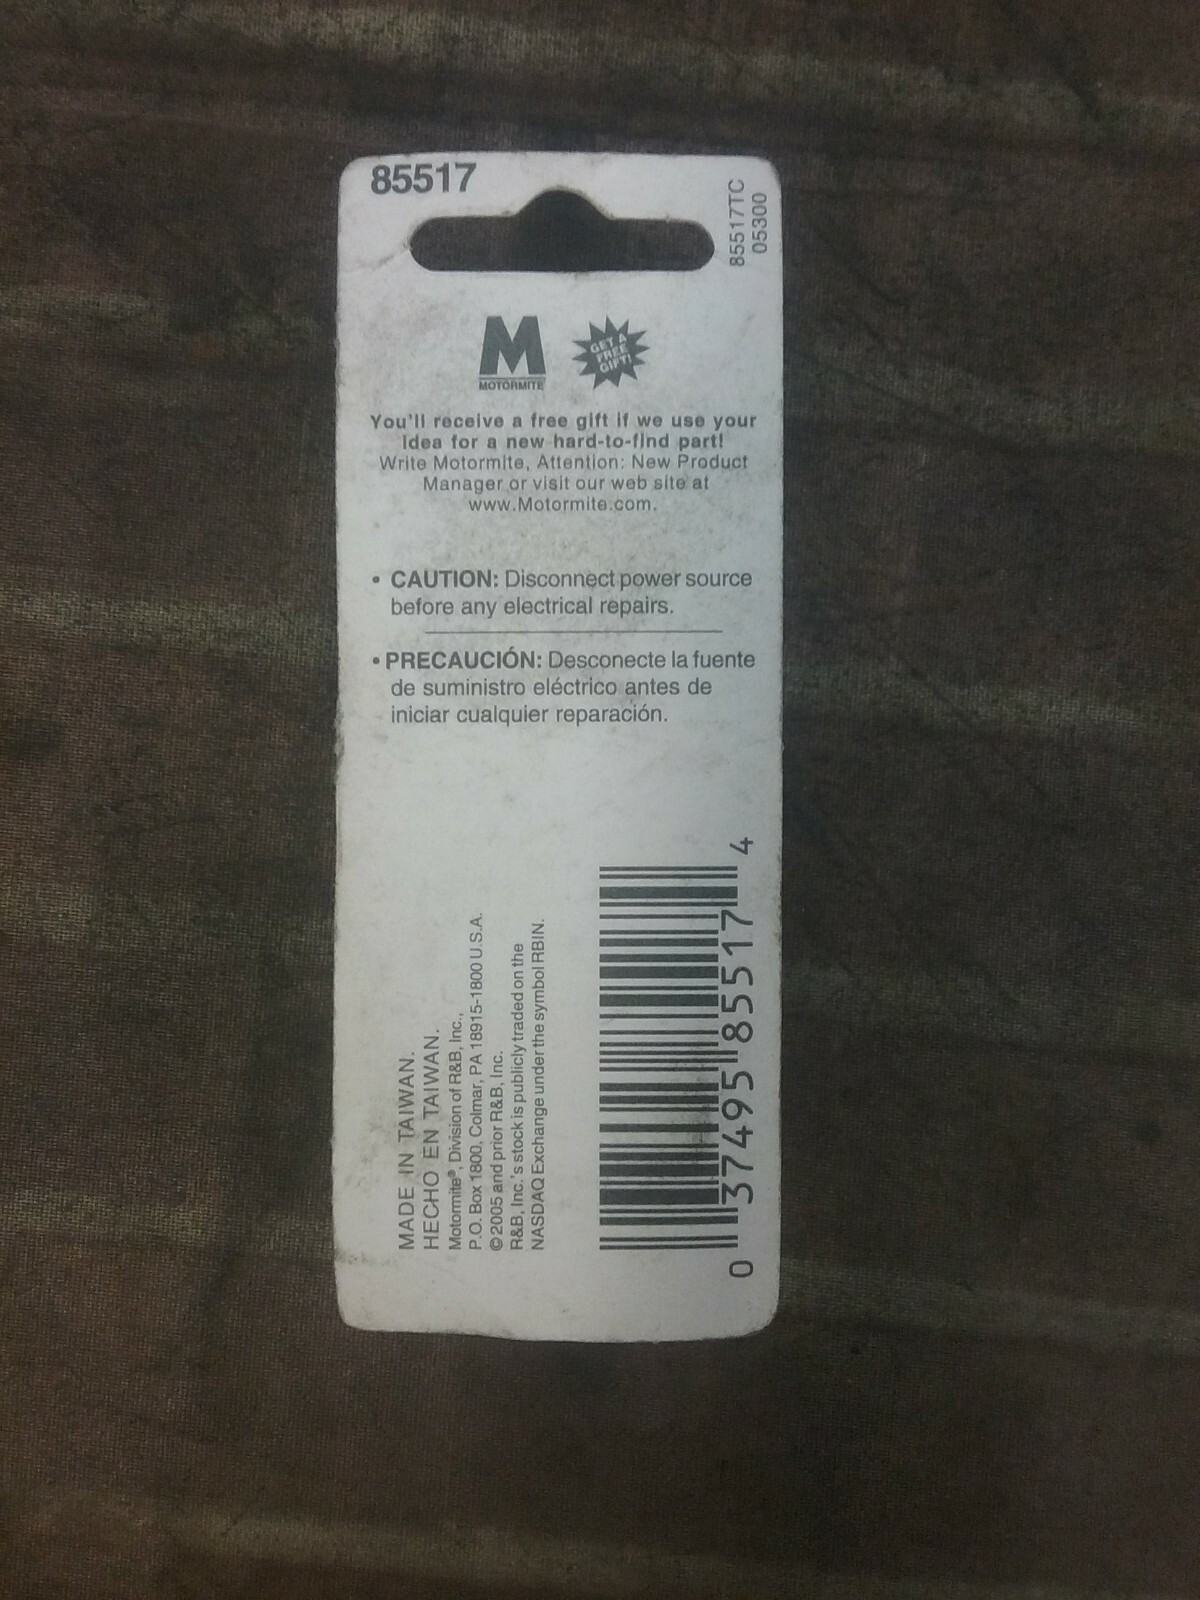 85517
85517TC
05300
M
MOTORMITE
GET A
FREE
GIFT!
You'll receive a free gift if we use your
idea for a new hard-to-find part!
Write Motormite, Attention: New Product
Manager or visit our web site at
www.Motormite.com.
• CAUTION: Disconnect power source
before any electrical repairs.
• PRECAUCIÓN: Desconecte la fuente
de suministro eléctrico antes de
iniciar cualquier reparación.
MADE IN TAIWAN.
HECHO EN TAIWAN.
Motormite®, Division of R&B, Inc.,
P.O. Box 1800, Colmar, PA 18915-1800 U.S.A.
©2005 and prior R&B, Inc.
R&B, Inc.'s stock is publicly traded on the
NASDAQ Exchange under the symbol RBIN.
0 37495 85517 4